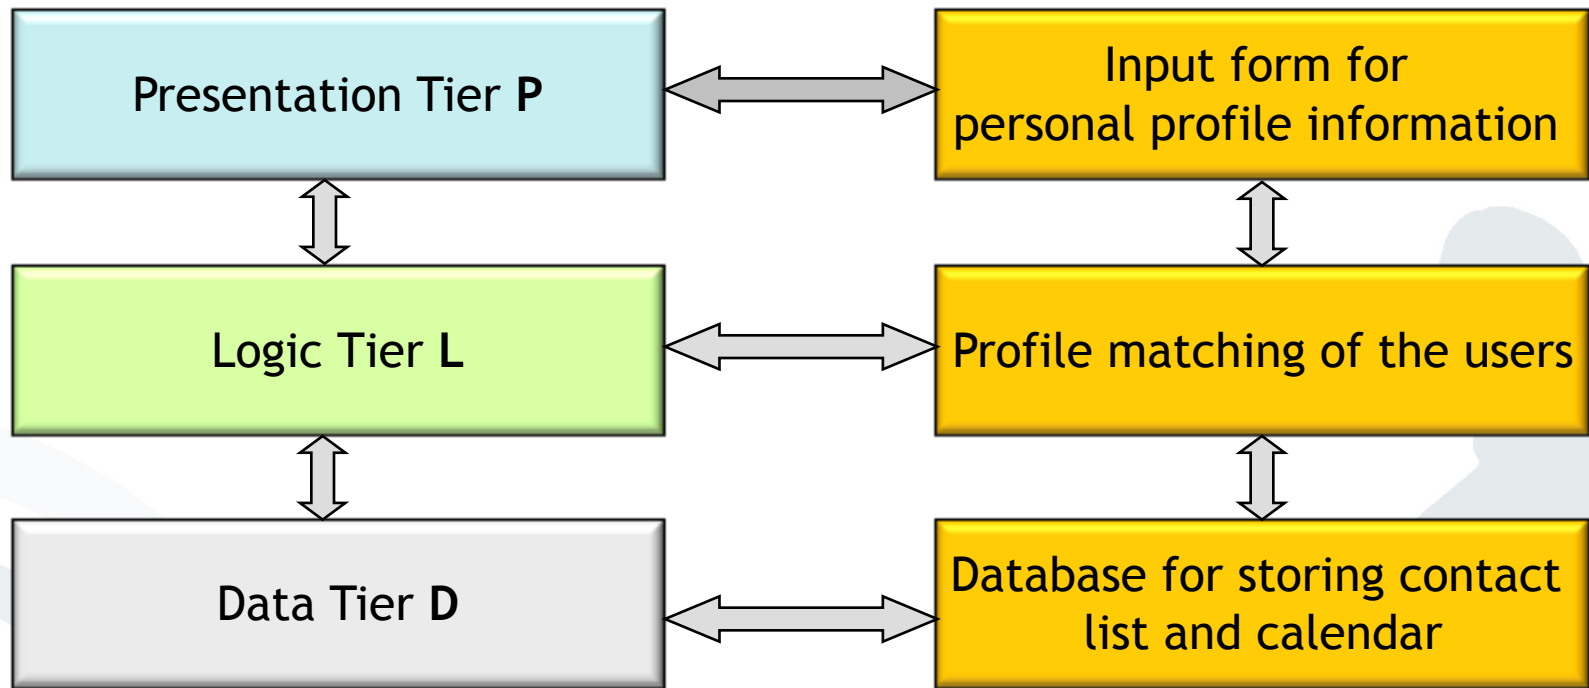 Presentation Tier P
Input form for
personal profile information
Logic Tier L
Profile matching of the users
Data Tier D
Database for storing contact
list and calendar